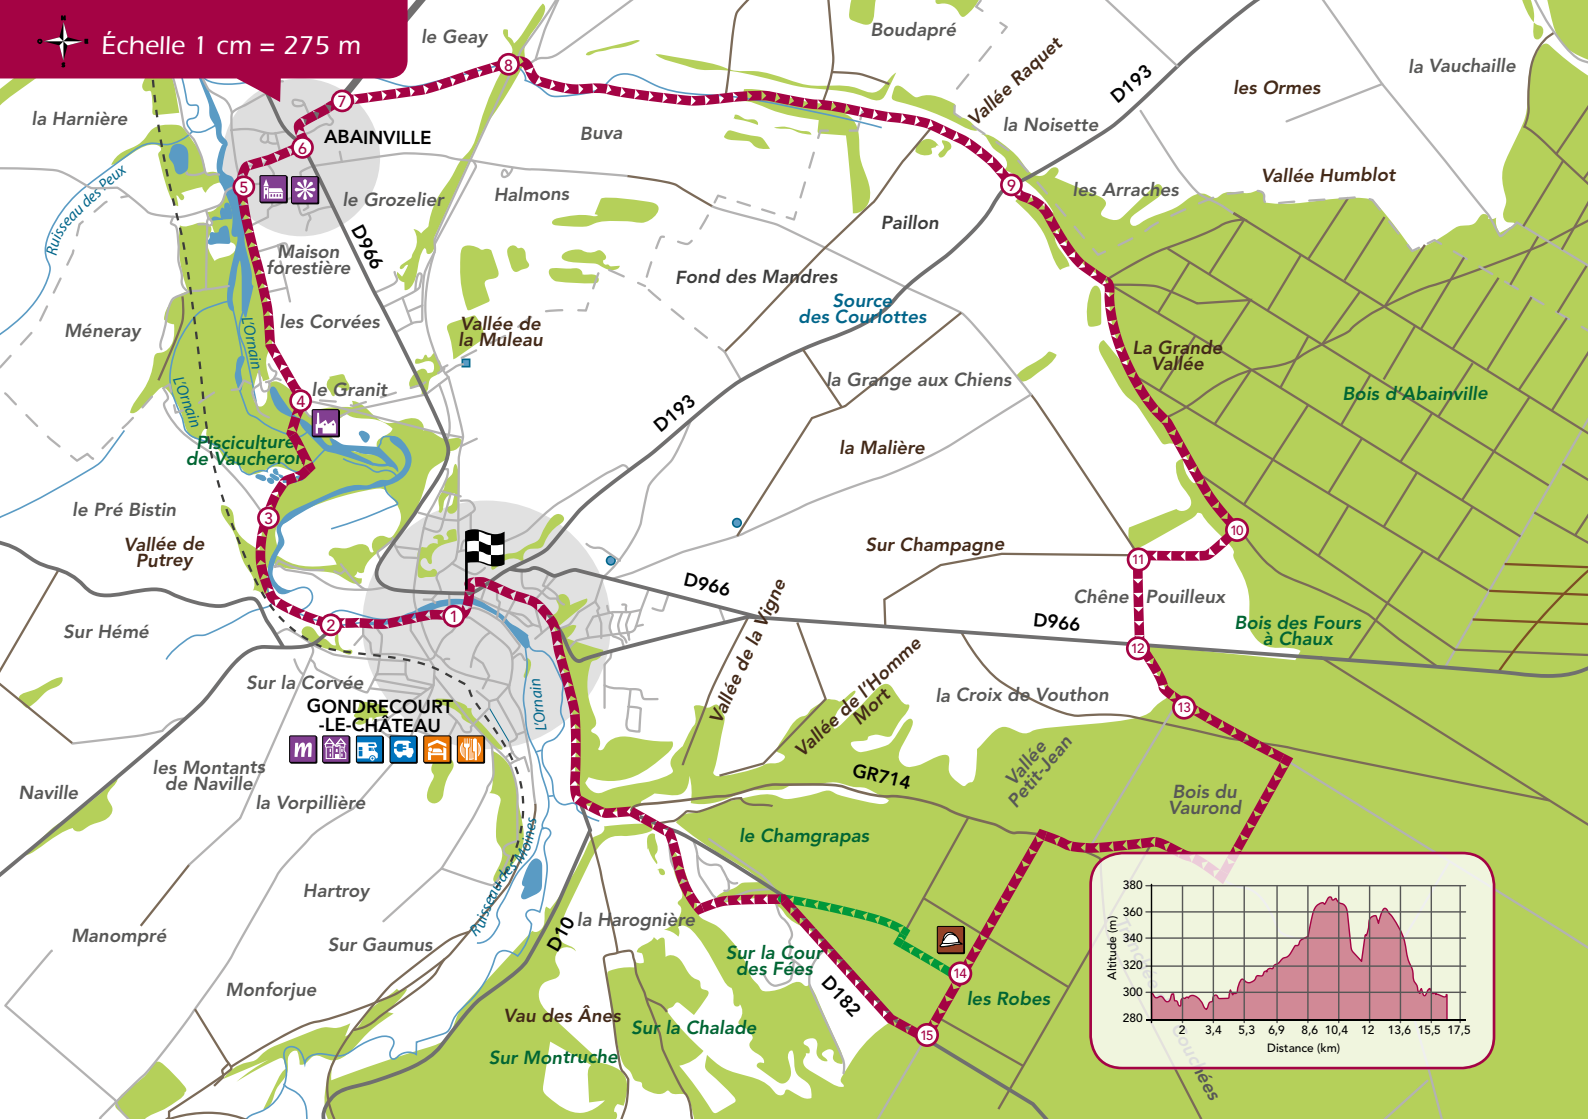 Échelle 1 cm = 275 m
le Geay
Boudapré
la Vauchaille
les Ormes
Vallée Raquet
D193
la Harnière
8
7
ABAINVILLE
Buva
la Noisette
6
5
le Grozelier
Halmons
9
les Arraches
Vallée Humblot
Ruisseau des Peux
D966
Paillon
Maison
forestière
Fond des Mandres
Source
des Courlottes
les Corvées
Méneray
L'Ornain
Vallée de
la Muleau
La Grande
Vallée
L'Ornain
4
le Granit
la Grange aux Chiens
Bois d'Abainville
D193
Pisciculture
de Vaucheroi
la Malière
le Pré Bistin
3
10
Vallée de
Putrey
Sur Champagne
11
D966
Chêne Pouilleux
Sur Hémé
2
1
Vallée de la Vigne
D966
Bois des Fours
à Chaux
12
Sur la Corvée
L'Ornain
Vallée de l'Homme
Mort
la Croix de Vouthon
13
GONDRECOURT
-LE-CHÂTEAU
m
Vallée
Petit-Jean
les Montants
de Naville
GR714
Naville
la Vorpillière
Bois du
Vaurond
Ruisseau des Moines
le Chamgrapas
Hartroy
Manompré
Sur Gaumus
D10
la Harognière
Sur la Cour
des Fées
14
Monforjue
D182
les Robes
Vau des Ânes
Sur la Chalade
15
Sur Montruche
Altitude (m)
380
360
340
320
300
280
2
3,4
5,3
6,9
8,6
10,4
12
13,6
15,5
17,5
Distance (km)